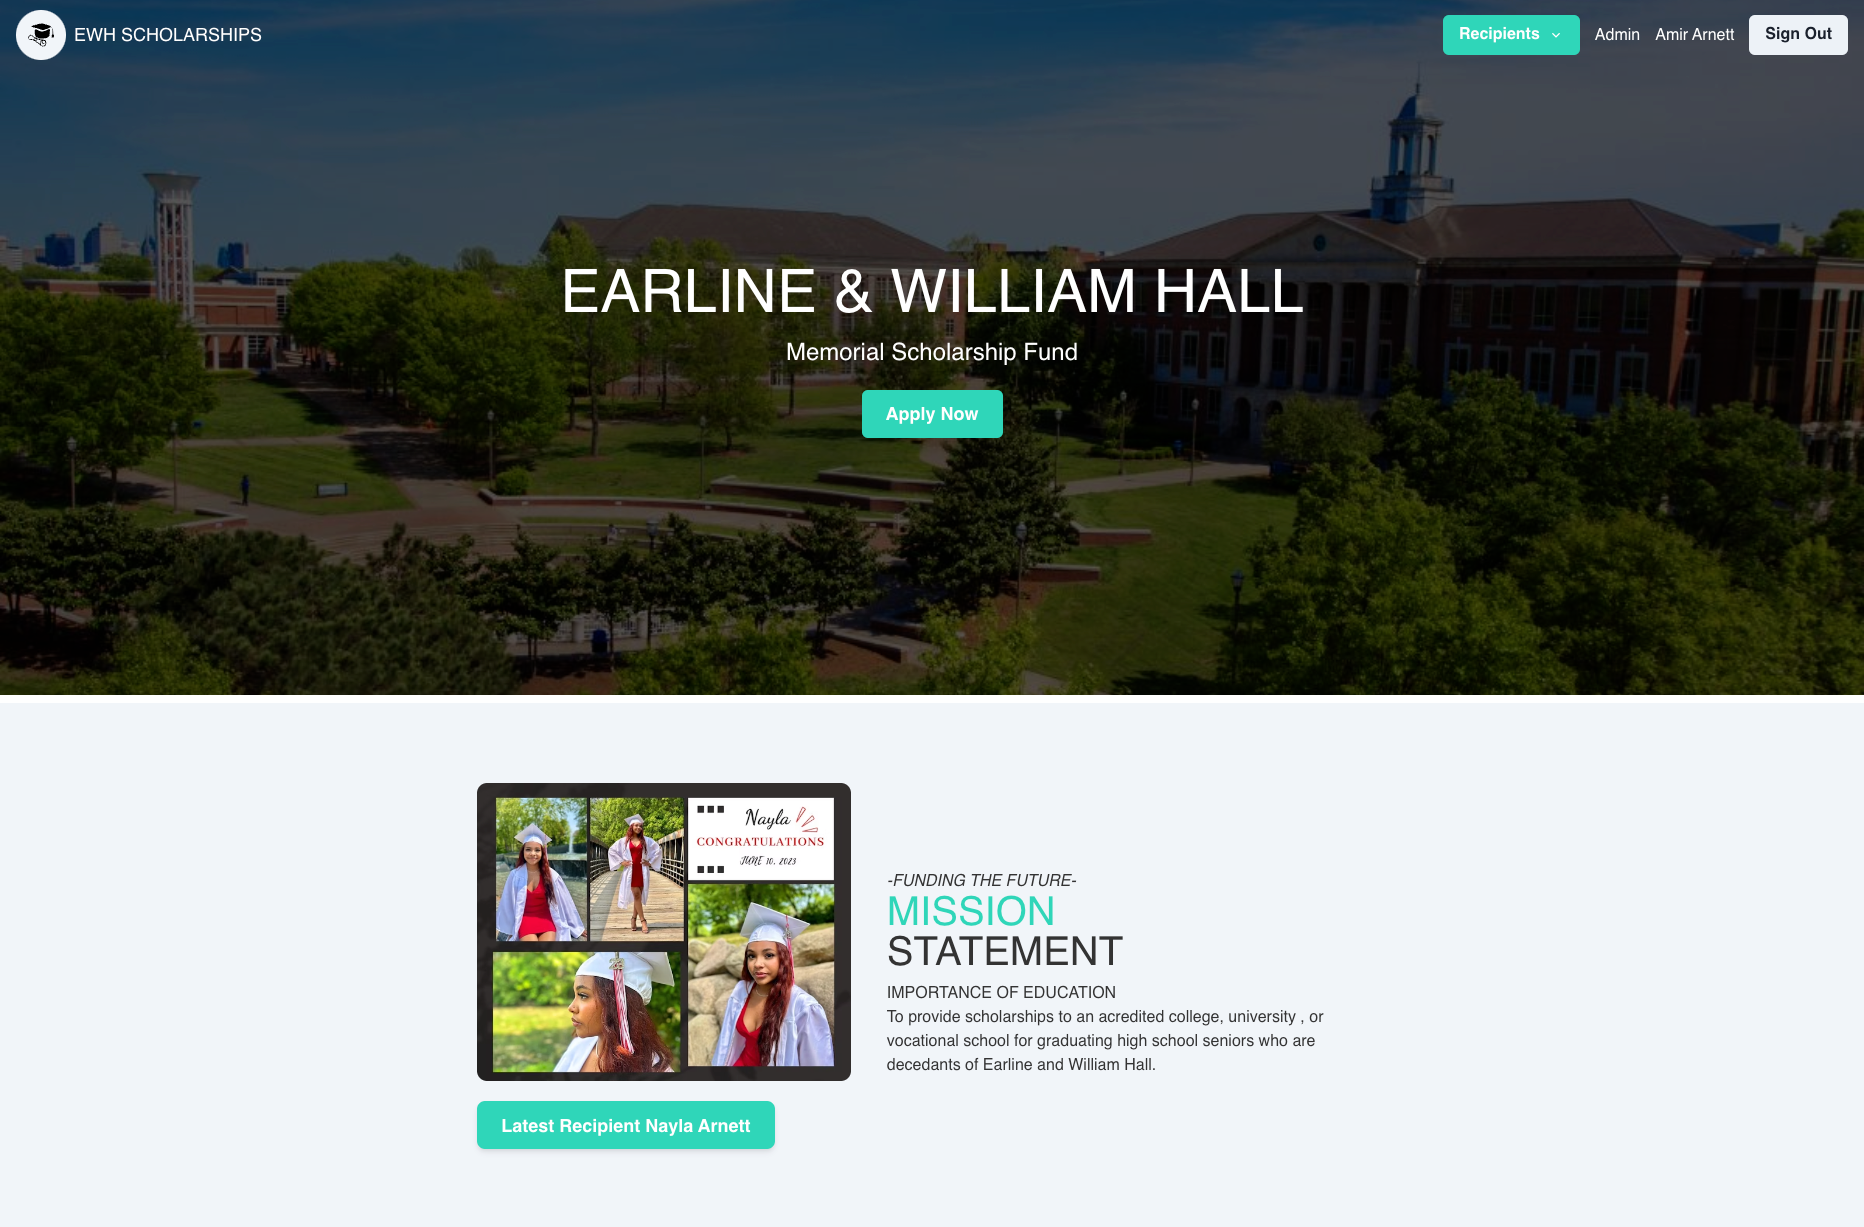 EWH SCHOLARSHIPS
Recipients
Admin
Amir Arnett
Sign Out
EARLINE & WILLIAM HALL
Memorial Scholarship Fund
Apply Now
Nayla
CONGRATULATIONS
JUNE 10, 2023
-FUNDING THE FUTURE-
MISSION
STATEMENT
IMPORTANCE OF EDUCATION
To provide scholarships to an acredited college, university , or
vocational school for graduating high school seniors who are
decedants of Earline and William Hall.
Latest Recipient Nayla Arnett